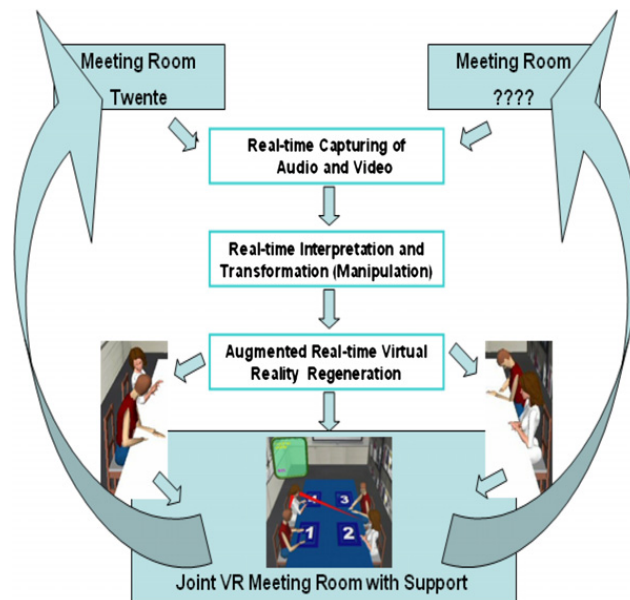 Meeting Room
Twente
Meeting Room
????
Real-time Capturing of
Audio and Video
Real-time Interpretation and
Transformation (Manipulation)
Augmented Real-time Virtual
Reality Regeneration
3
1
2
Joint VR Meeting Room with Support